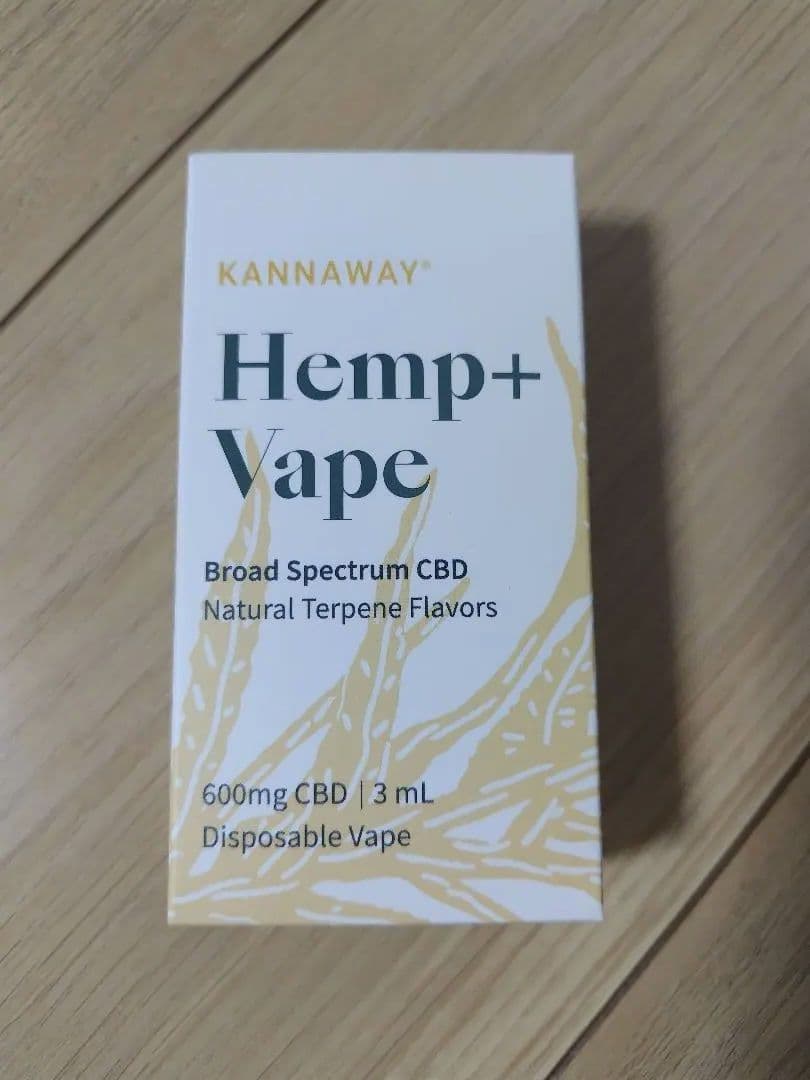 KANNAWAY®
Hemp+
Vape
Broad Spectrum CBD
Natural Terpene Flavors
600mg CBD | 3 mL
Disposable Vape